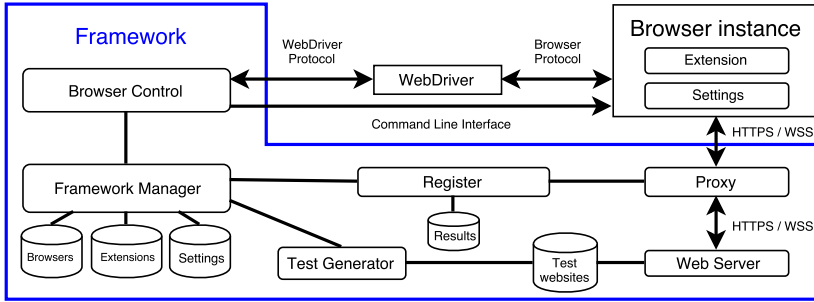 Framework
WebDriver
Protocol
Browser
Protocol
Browser instance
Extension
Settings
Browser Control
WebDriver
Command Line Interface
HTTPS / WSS
Framework Manager
Register
Proxy
Browsers
Extensions
Settings
Results
HTTPS / WSS
Test Generator
Test
websites
Web Server